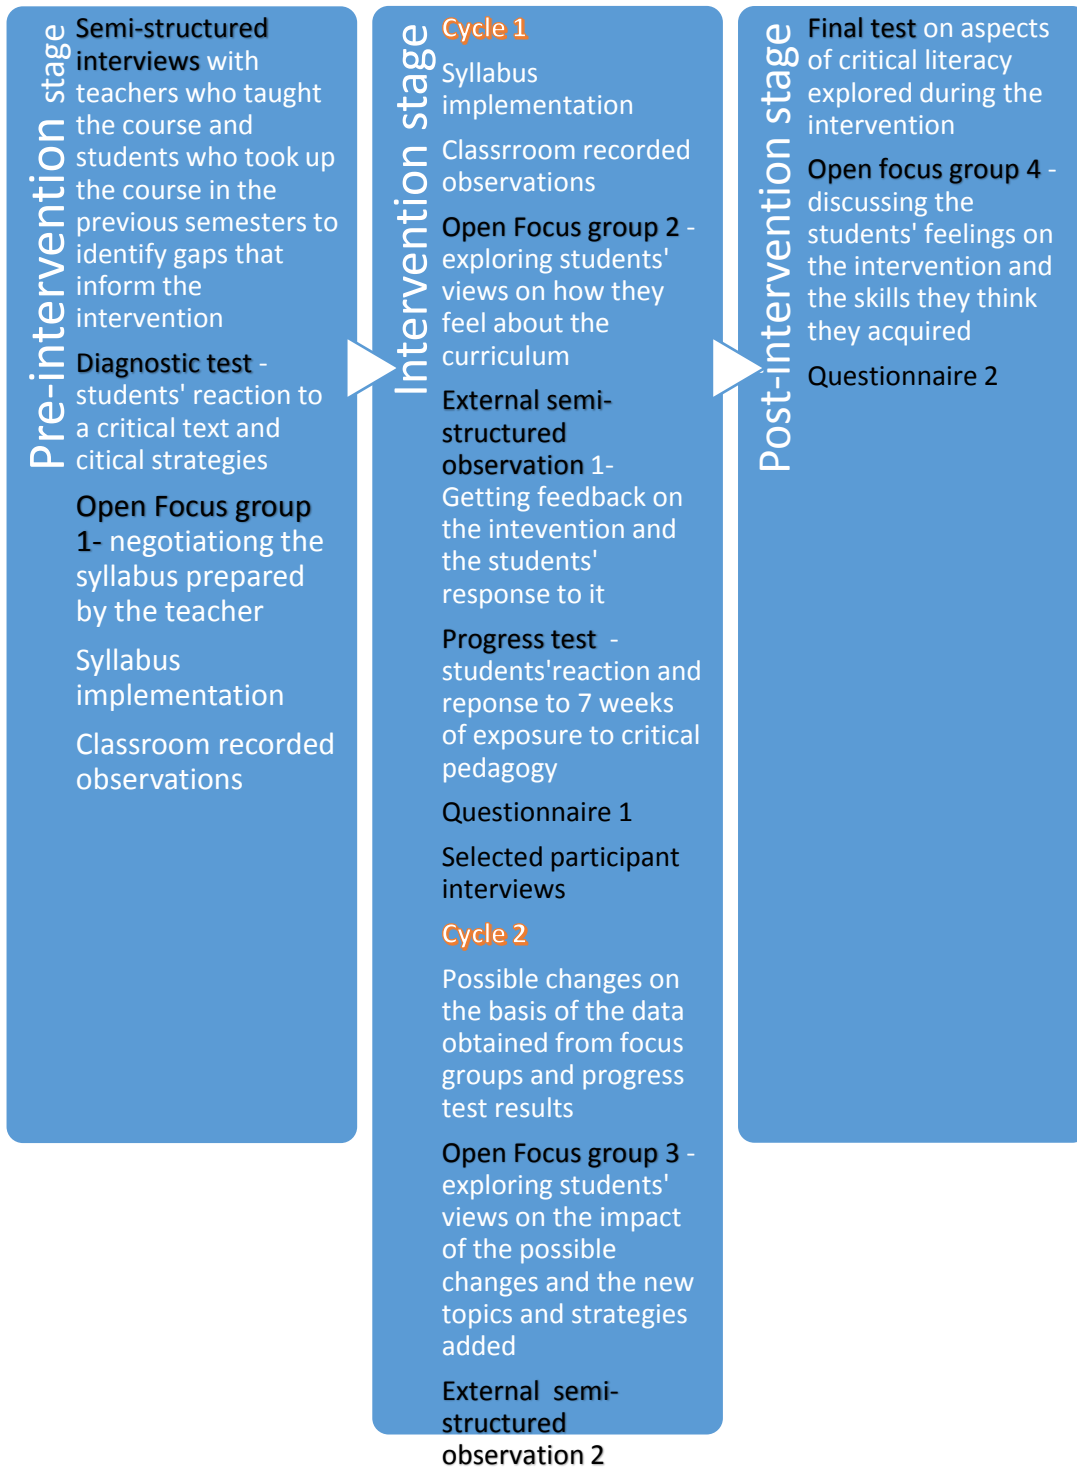 Pre-intervention stage
Semi-structured
interviews with
teachers who taught
the course and
students who took up
the course in the
previous semesters to
identify gaps that
inform the
intervention
Diagnostic test -
students' reaction to
a critical text and
citical strategies
Open Focus group
1- negotiationg the
syllabus prepared
by the teacher
Syllabus
implementation
Classroom recorded
observations
Intervention stage
Cycle 1
Syllabus
implementation
Classrroom recorded
observations
Open Focus group 2 -
exploring students'
views on how they
feel about the
curriculum
External semi-
structured
observation 1-
Getting feedback on
the intevention and
the students'
response to it
Progress test -
students'reaction and
reponse to 7 weeks
of exposure to critical
pedagogy
Questionnaire 1
Selected participant
interviews
Cycle 2
Possible changes on
the basis of the data
obtained from focus
groups and progress
test results
Open Focus group 3 -
exploring students'
views on the impact
of the possible
changes and the new
topics and strategies
added
External semi-
structured
observation 2
Post-intervention stage
Final test on aspects
of critical literacy
explored during the
intervention
Open focus group 4 -
discussing the
students' feelings on
the intervention and
the skills they think
they acquired
Questionnaire 2